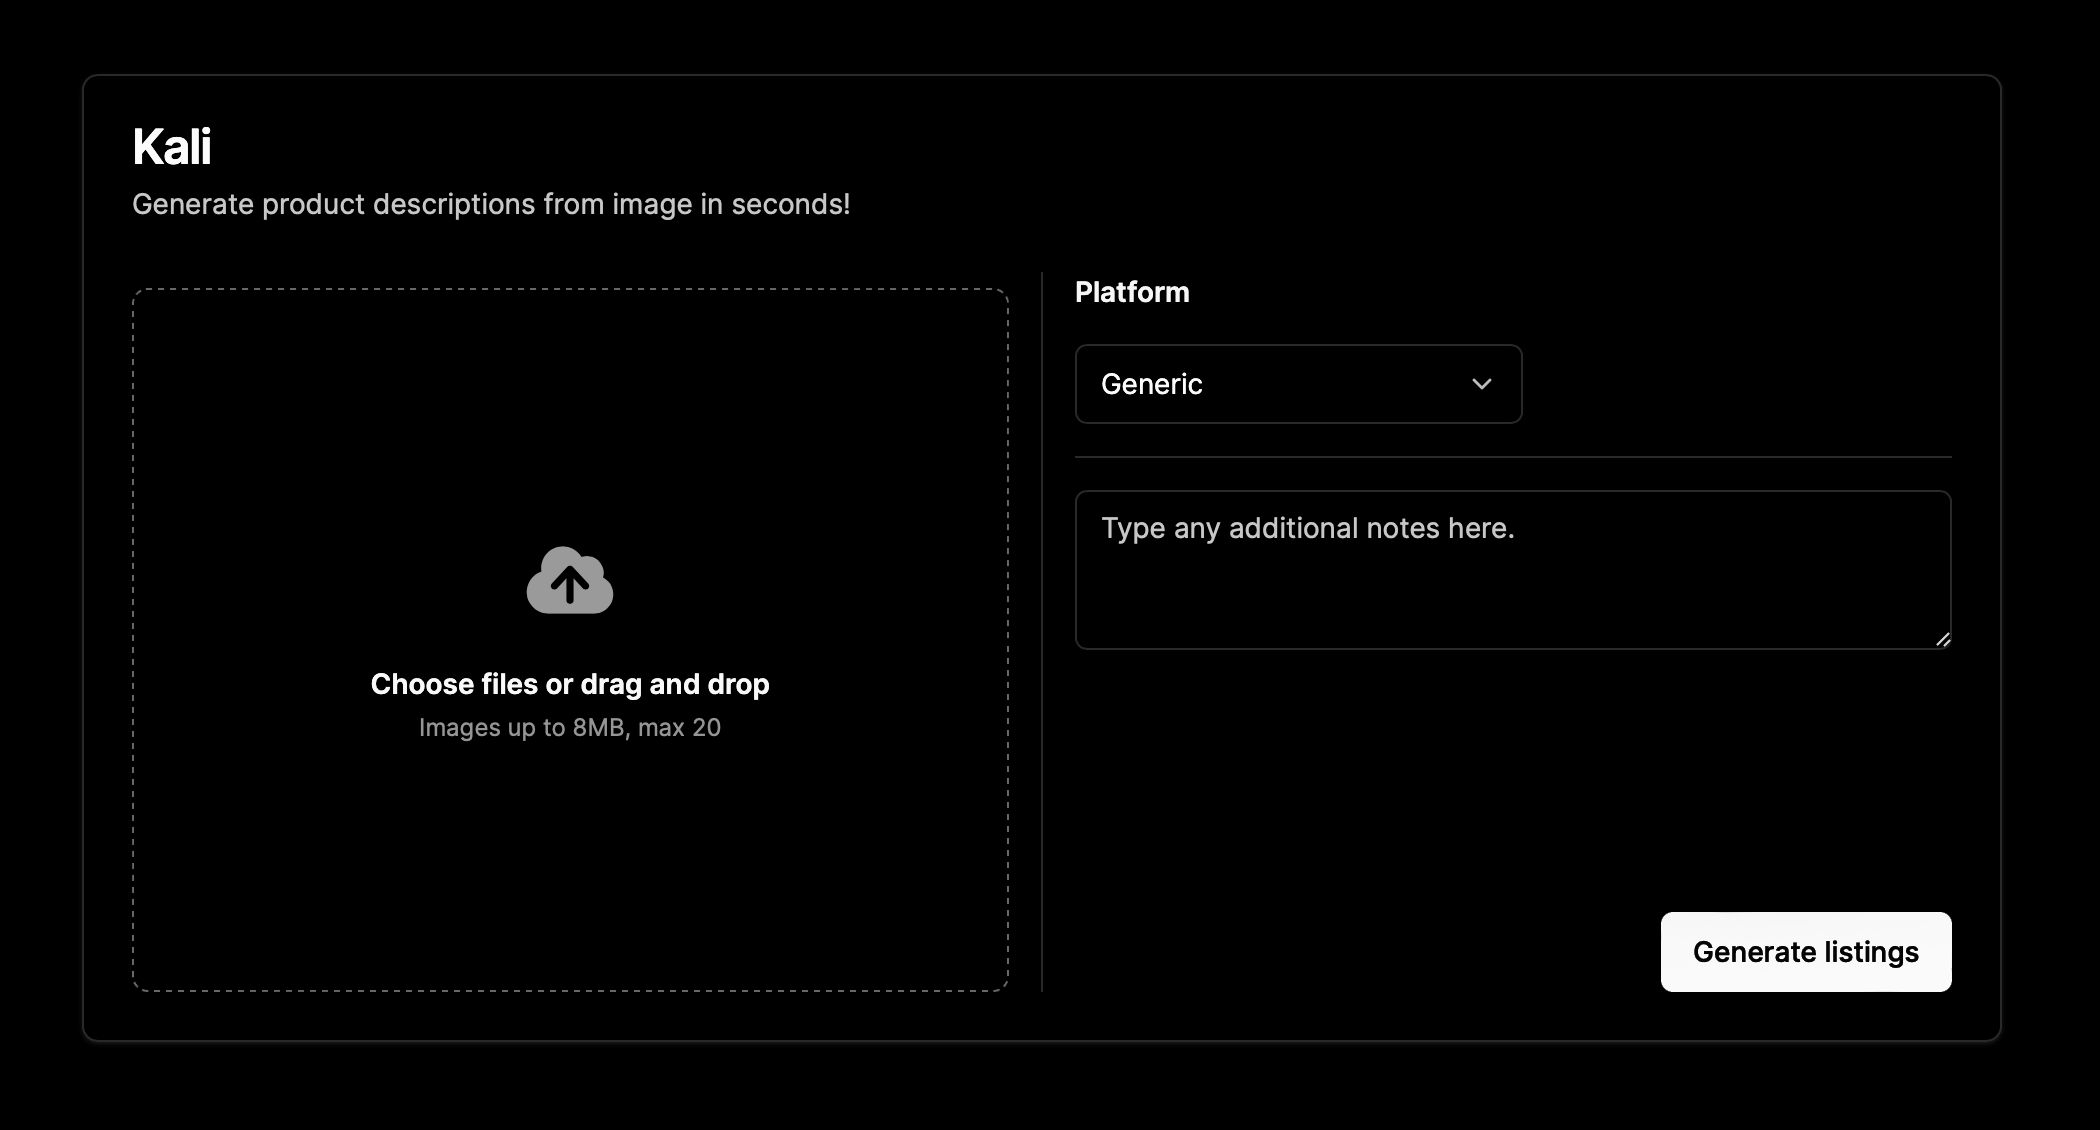 Kali
Generate product descriptions from image in seconds!
Choose files or drag and drop
Images up to 8MB, max 20
Platform
Generic
Type any additional notes here.
Generate listings